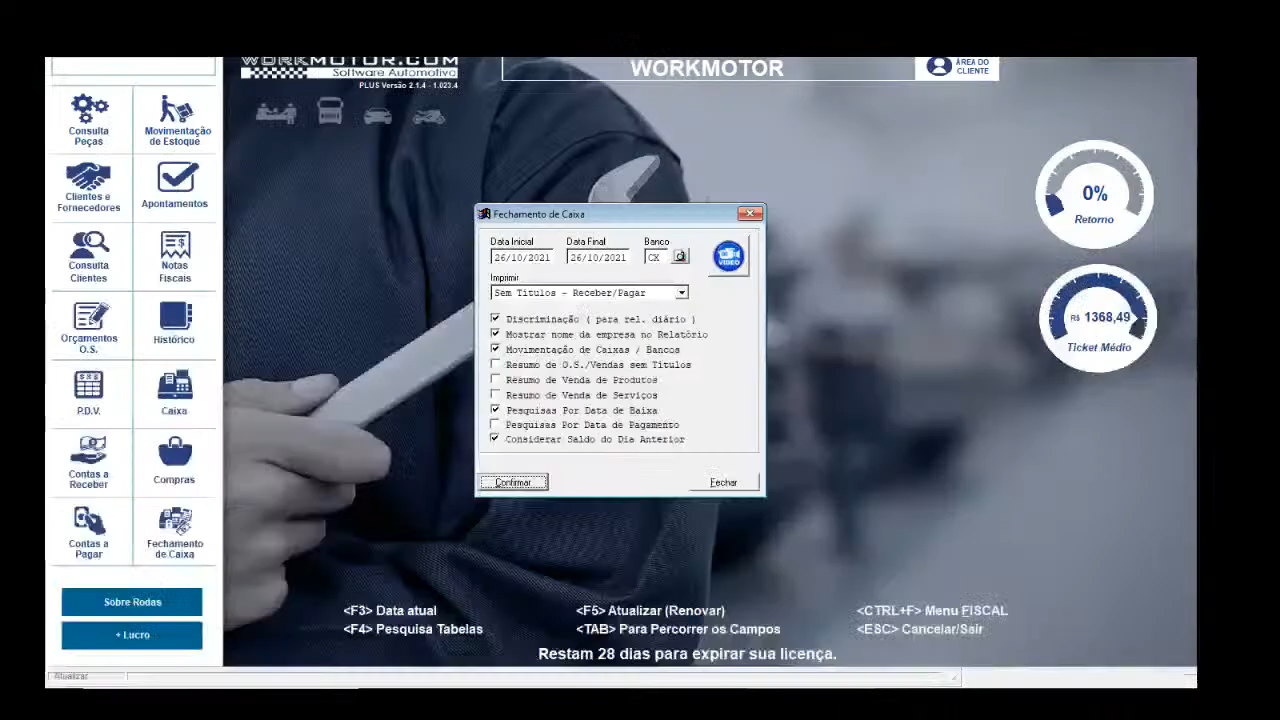 WORKMOTOR.COM
Software Automotivo
PLUS Versão 2.1.4 - 1.023.4
WORKMOTOR
ÁREA DO
CLIENTE
Consulta
Peças
Movimentação
de Estoque
Clientes e
Fornecedores
Apontamentos
Consulta
Clientes
Notas
Fiscais
Orçamentos
O.S.
Histórico
P.D.V.
Caixa
Contas a
Receber
Compras
Contas a
Pagar
Fechamento
de Caixa
Sobre Rodas
+ Lucro
0%
Retorno
R$ 1368,49
Ticket Médio
Fechamento de Caixa
Data Inicial Data Final Banco
26/10/2021 26/10/2021 CX
VIDEO
Imprimir
Sem Titulos - Receber/Pagar
Discriminação ( para rel. diário )
Mostrar nome da empresa no Relatório
Movimentação de Caixas / Bancos
Resumo de O.S./Vendas sem Titulos
Resumo de Venda de Produtos
Resumo de Venda de Serviços
Pesquisas Por Data de Baixa
Pesquisas Por Data de Pagamento
Considerar Saldo do Dia Anterior
Confirmar Fechar
<F3> Data atual <F5> Atualizar (Renovar) <CTRL+F> Menu FISCAL
<F4> Pesquisa Tabelas <TAB> Para Percorrer os Campos <ESC> Cancelar/Sair
Restam 28 dias para expirar sua licença.
Atualizar